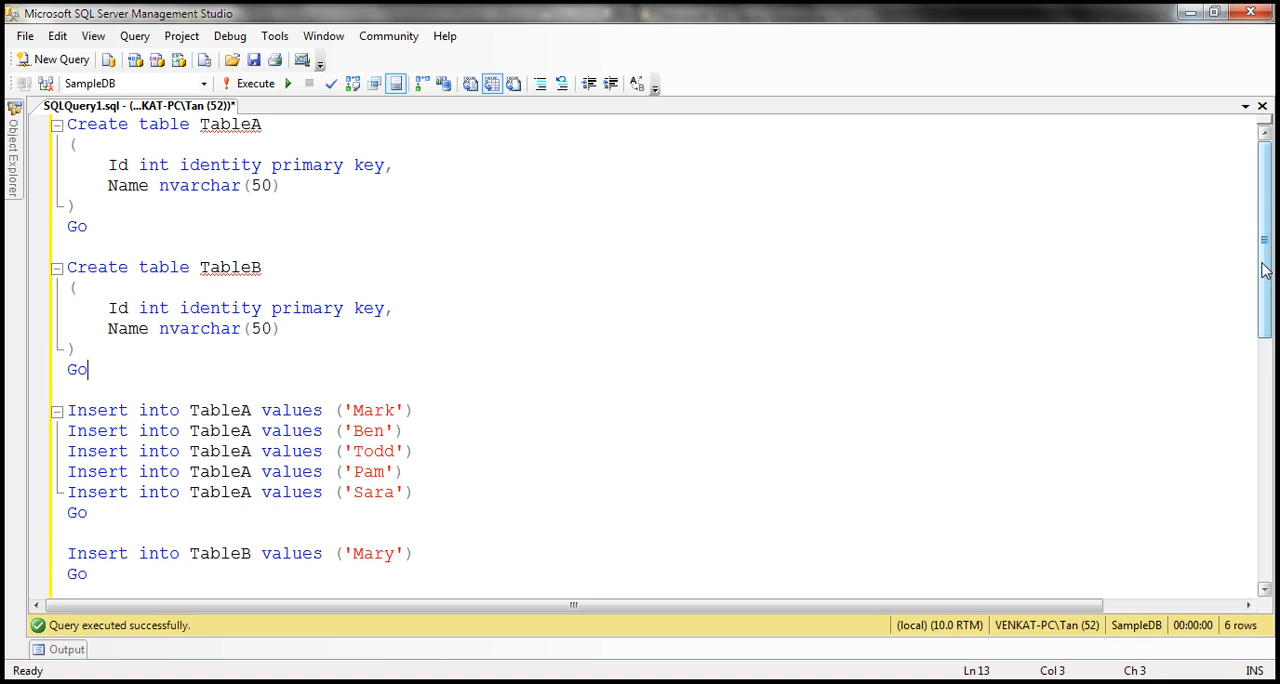 Microsoft SQL Server Management Studio
File Edit View Query Project Debug Tools Window Community Help
New Query
SampleDB Execute
SQLQuery1.sql - (...KAT-PC\Tan (52))*
Object Explorer
Create table TableA
(
Id int identity primary key,
Name nvarchar(50)
)
Go
Create table TableB
(
Id int identity primary key,
Name nvarchar(50)
)
Go
Insert into TableA values ('Mark')
Insert into TableA values ('Ben')
Insert into TableA values ('Todd')
Insert into TableA values ('Pam')
Insert into TableA values ('Sara')
Go
Insert into TableB values ('Mary')
Go
Query executed successfully. (local) (10.0 RTM) VENKAT-PC\Tan (52) SampleDB 00:00:00 6 rows
Output
Ready Ln 13 Col 3 Ch 3 INS